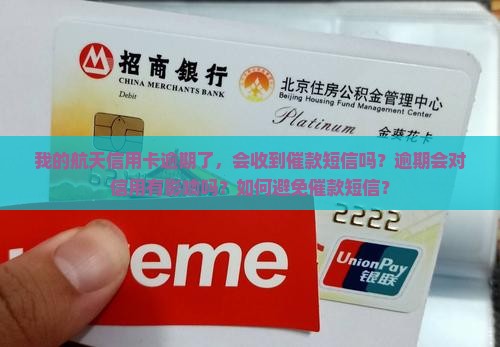 招商银行
CHINA MERCHANTS BANK
Debit
北京住房公积金管理中心
Beijing Housing Fund Management Center
Platinum
金葵花卡
我的航天信用卡逾期了，会收到催款短信吗？逾期会对
信用有影响吗？如何避免催款短信？
2222
eme
UnionPay
银联